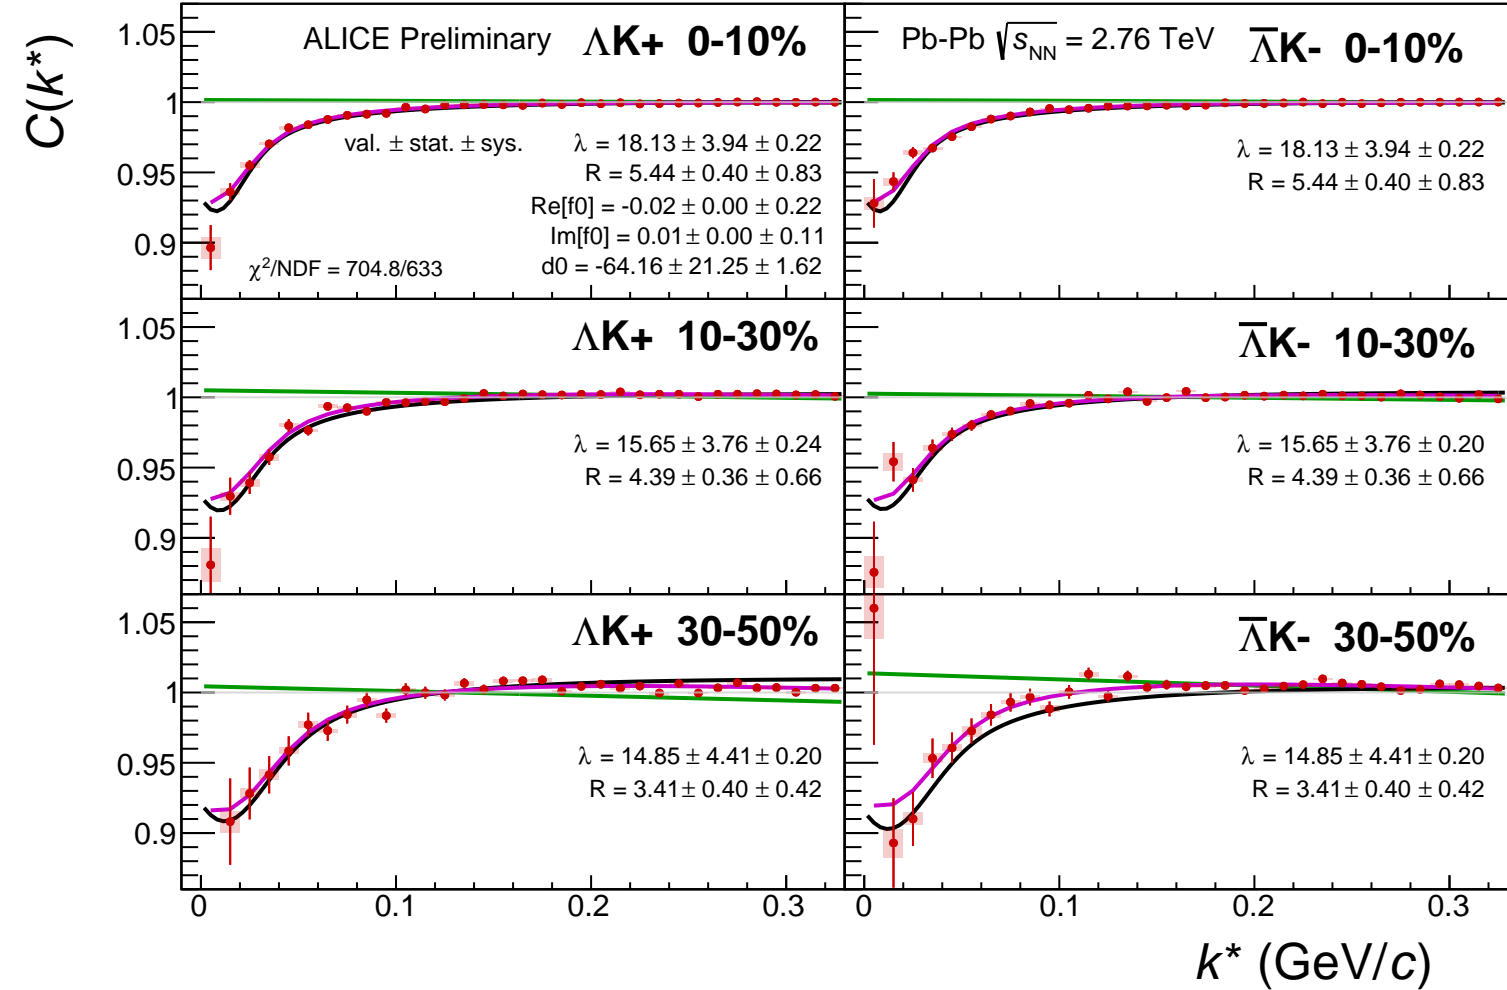 C(k*)
ALICE Preliminary ΛK+ 0-10%
val. ± stat. ± sys.
λ = 18.13 ± 3.94 ± 0.22
R = 5.44 ± 0.40 ± 0.83
Re[f0] = -0.02 ± 0.00 ± 0.22
Im[f0] = 0.01 ± 0.00 ± 0.11
d0 = -64.16 ± 21.25 ± 1.62
χ²/NDF = 704.8/633
1.05
1
0.95
0.9
Pb-Pb √s_NN = 2.76 TeV Λ̅K- 0-10%
λ = 18.13 ± 3.94 ± 0.22
R = 5.44 ± 0.40 ± 0.83
ΛK+ 10-30%
λ = 15.65 ± 3.76 ± 0.24
R = 4.39 ± 0.36 ± 0.66
1.05
1
0.95
0.9
Λ̅K- 10-30%
λ = 15.65 ± 3.76 ± 0.20
R = 4.39 ± 0.36 ± 0.66
ΛK+ 30-50%
λ = 14.85 ± 4.41 ± 0.20
R = 3.41 ± 0.40 ± 0.42
1.05
1
0.95
0.9
Λ̅K- 30-50%
λ = 14.85 ± 4.41 ± 0.20
R = 3.41 ± 0.40 ± 0.42
0 0.1 0.2 0.3 0 0.1 0.2 0.3
k* (GeV/c)